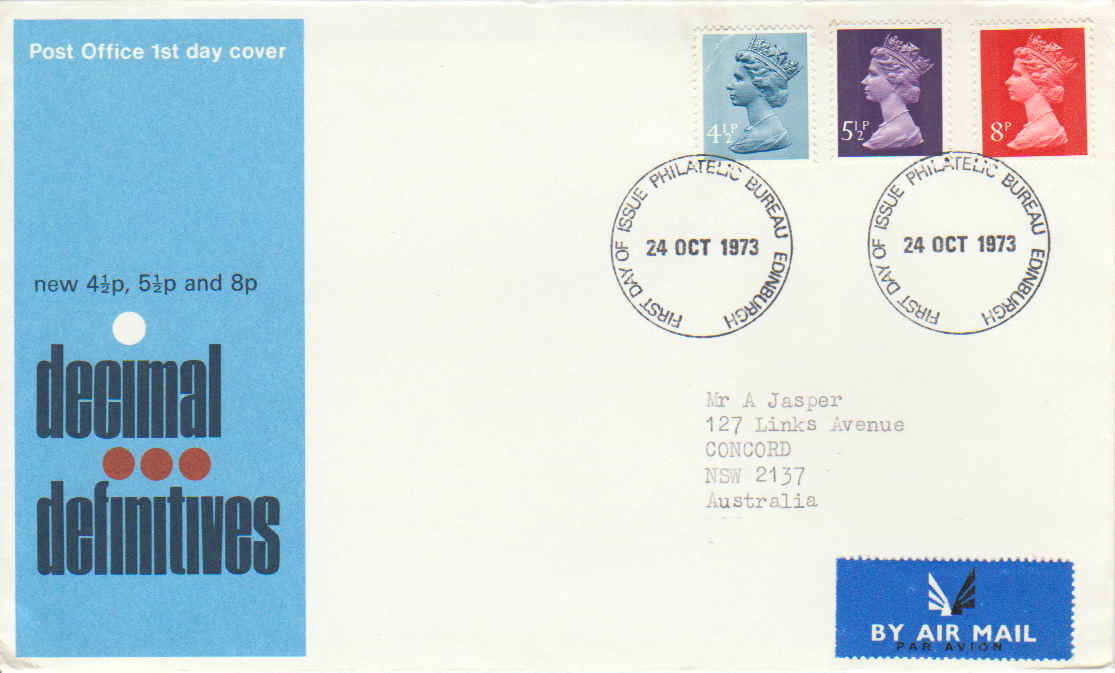 Post Office 1st day cover
new 4½p, 5½p and 8p
decimal
definitives
4½P
5½P
8P
FIRST DAY OF ISSUE PHILATELIC BUREAU EDINBURGH
24 OCT 1973
FIRST DAY OF ISSUE PHILATELIC BUREAU EDINBURGH
24 OCT 1973
Mr A Jasper
127 Links Avenue
CONCORD
NSW 2137
Australia
BY AIR MAIL
PAR AVION